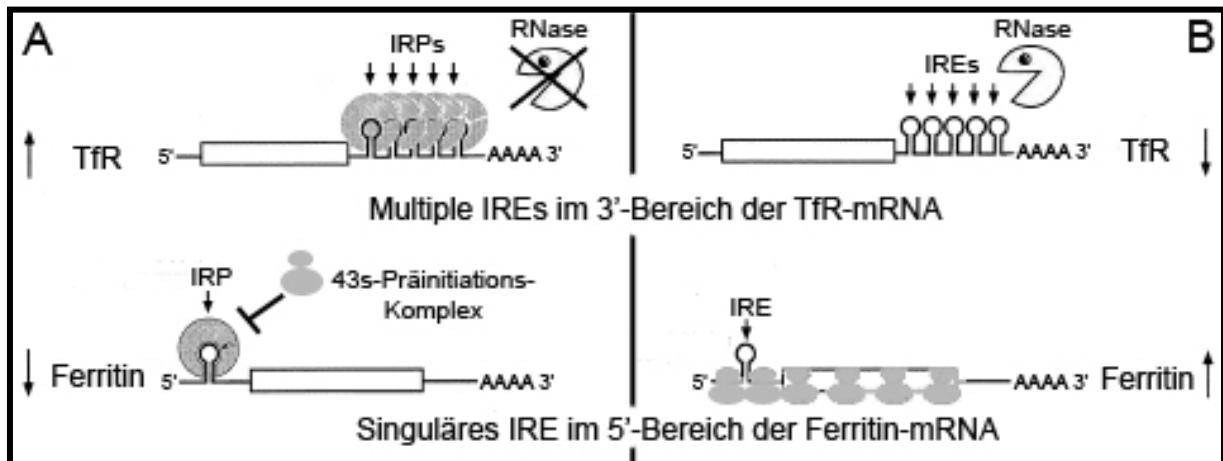 A
IRPs
RNase
↑ TfR
5'
AAAA 3'
B
IREs
RNase
5'
AAAA 3'
TfR ↓
Multiple IREs im 3'-Bereich der TfR-mRNA
IRP
43s-Präinitiations-
Komplex
↓ Ferritin
5'
AAAA 3'
IRE
5'
AAAA 3'
Ferritin ↑
Singuläres IRE im 5'-Bereich der Ferritin-mRNA